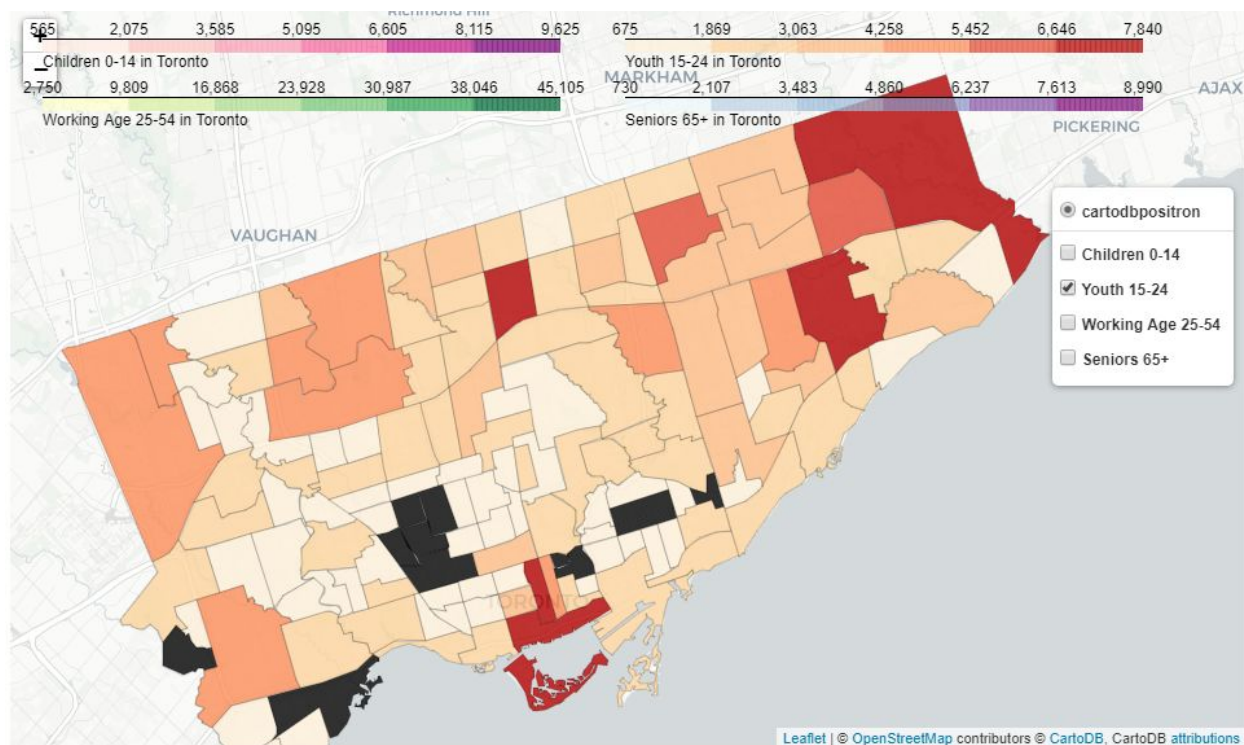 Richmond Hill
565 2,075 3,585 5,095 6,605 8,115 9,625
Children 0-14 in Toronto
675 1,869 3,063 4,258 5,452 6,646 7,840
Youth 15-24 in Toronto
+
−
MARKHAM
2,750 9,809 16,868 23,928 30,987 38,046 45,105
Working Age 25-54 in Toronto
730 2,107 3,483 4,860 6,237 7,613 8,990
Seniors 65+ in Toronto
AJAX
PICKERING
VAUGHAN
cartodbpositron
Children 0-14
Youth 15-24
Working Age 25-54
Seniors 65+
TORONTO
Leaflet | © OpenStreetMap contributors © CartoDB, CartoDB attributions